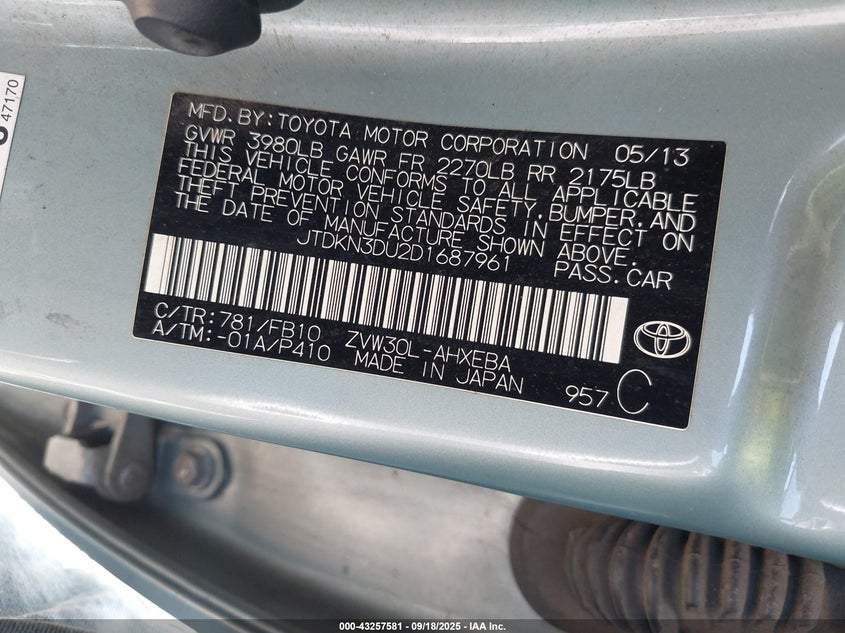 47170
MFD.BY:TOYOTA MOTOR CORPORATION 05/13
GVWR 3980LB GAWR FR 2270LB RR 2175LB
THIS VEHICLE CONFORMS TO ALL APPLICABLE
FEDERAL MOTOR VEHICLE SAFETY,BUMPER,AND
THEFT PREVENTION STANDARDS IN EFFECT ON
THE DATE OF MANUFACTURE SHOWN ABOVE.
JTDKN3DU2D1687961 PASS.CAR
C/TR:781/FB10 ZVW30L-AHXEBA
A/TM:-01A/P410 MADE IN JAPAN
957 C
000-43257581 - 09/18/2025 - IAA Inc.